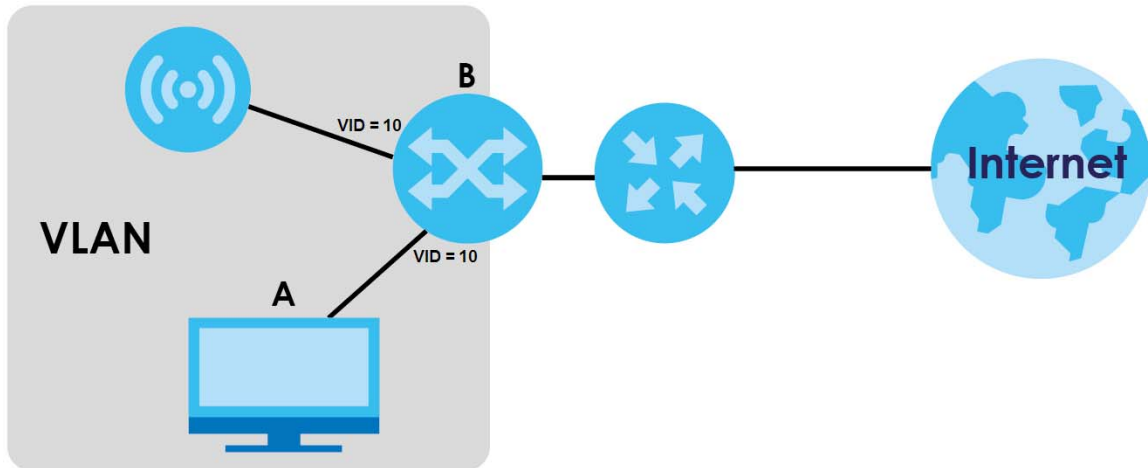 B
VID = 10
Internet
VLAN
VID = 10
A